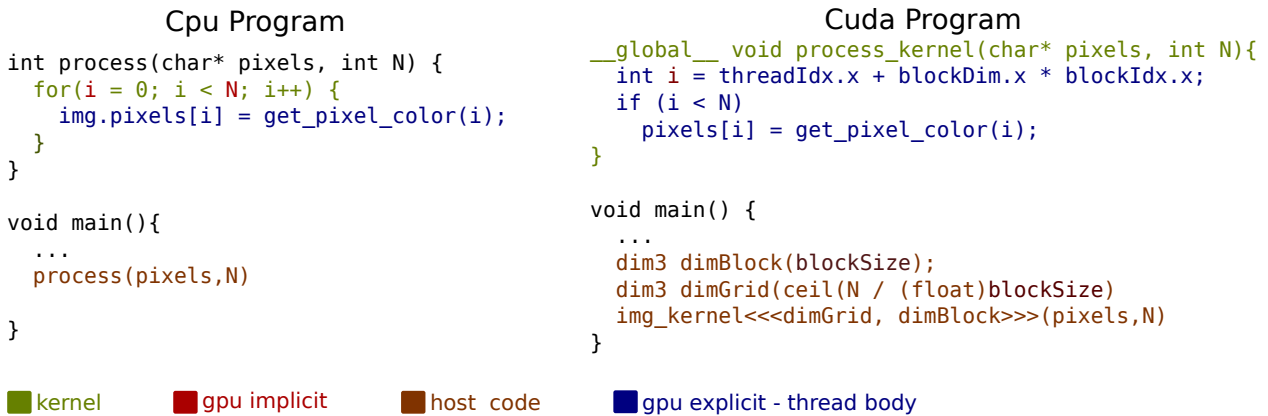 Cpu Program
int process(char* pixels, int N) {
  for(i = 0; i < N; i++) {
    img.pixels[i] = get_pixel_color(i);
  }
}
void main(){
  ...
  process(pixels,N)
}
Cuda Program
__global__ void process_kernel(char* pixels, int N){
  int i = threadIdx.x + blockDim.x * blockIdx.x;
  if (i < N)
    pixels[i] = get_pixel_color(i);
}
void main() {
  ...
  dim3 dimBlock(blockSize);
  dim3 dimGrid(ceil(N / (float)blockSize)
  img_kernel<<<dimGrid, dimBlock>>>(pixels,N)
}
kernel
gpu implicit
host code
gpu explicit - thread body